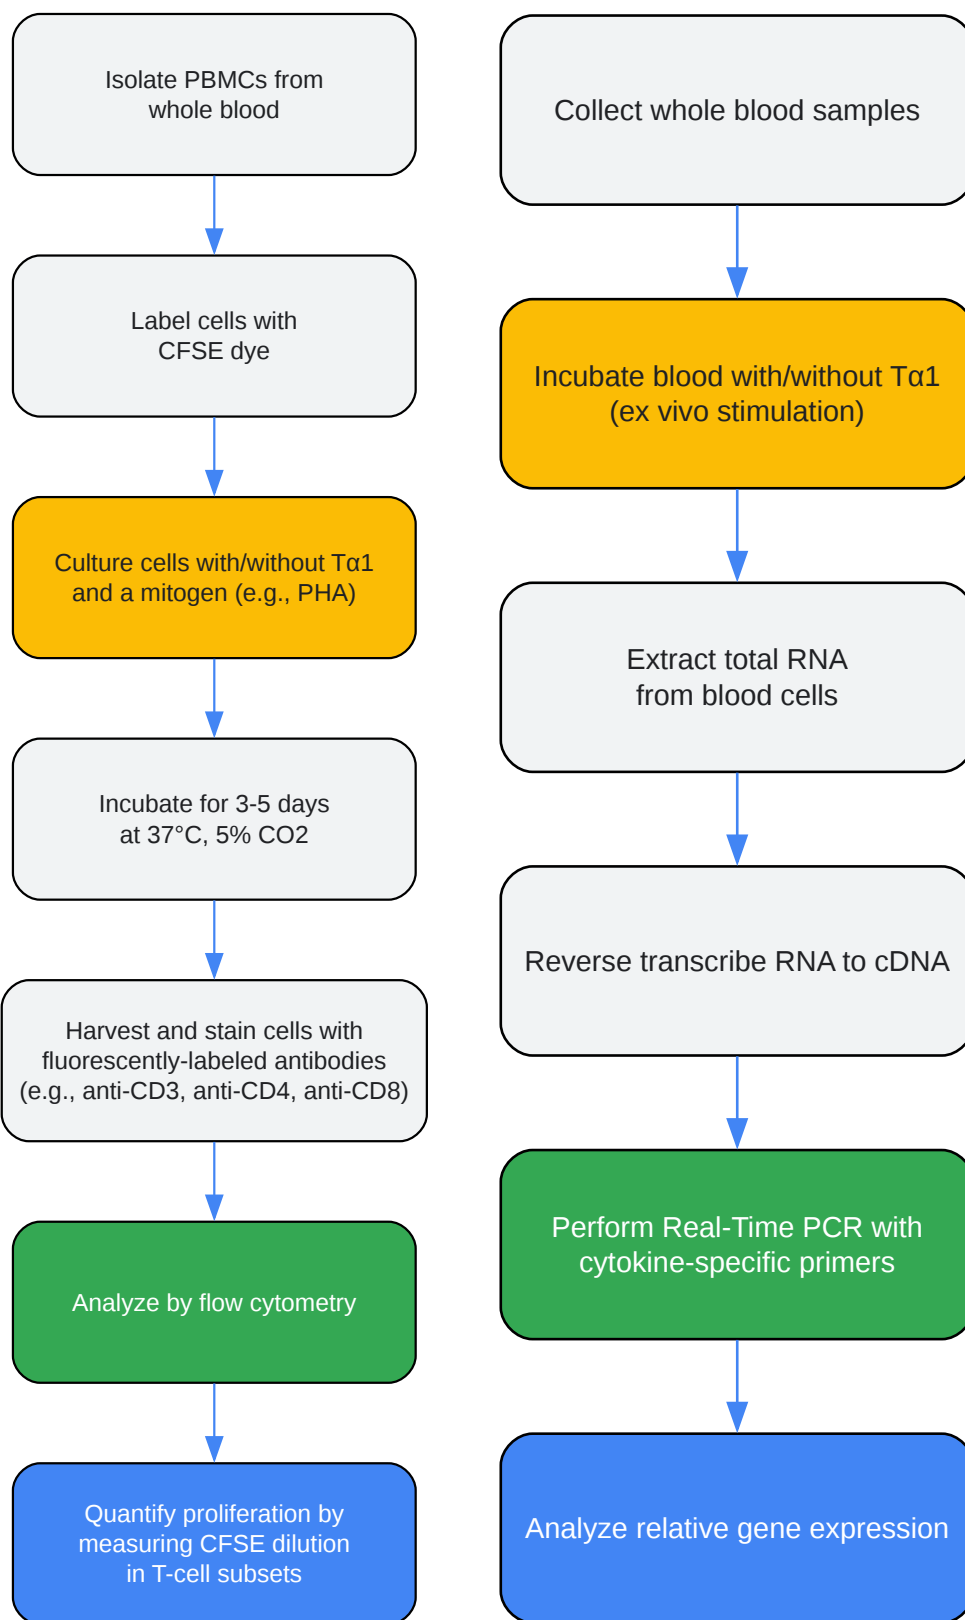 Isolate PBMCs from
whole blood
Label cells with
CFSE dye
Culture cells with/without Tα1
and a mitogen (e.g., PHA)
Incubate for 3-5 days
at 37°C, 5% CO2
Harvest and stain cells with
fluorescently-labeled antibodies
(e.g., anti-CD3, anti-CD4, anti-CD8)
Analyze by flow cytometry
Quantify proliferation by
measuring CFSE dilution
in T-cell subsets
Collect whole blood samples
Incubate blood with/without Tα1
(ex vivo stimulation)
Extract total RNA
from blood cells
Reverse transcribe RNA to cDNA
Perform Real-Time PCR with
cytokine-specific primers
Analyze relative gene expression